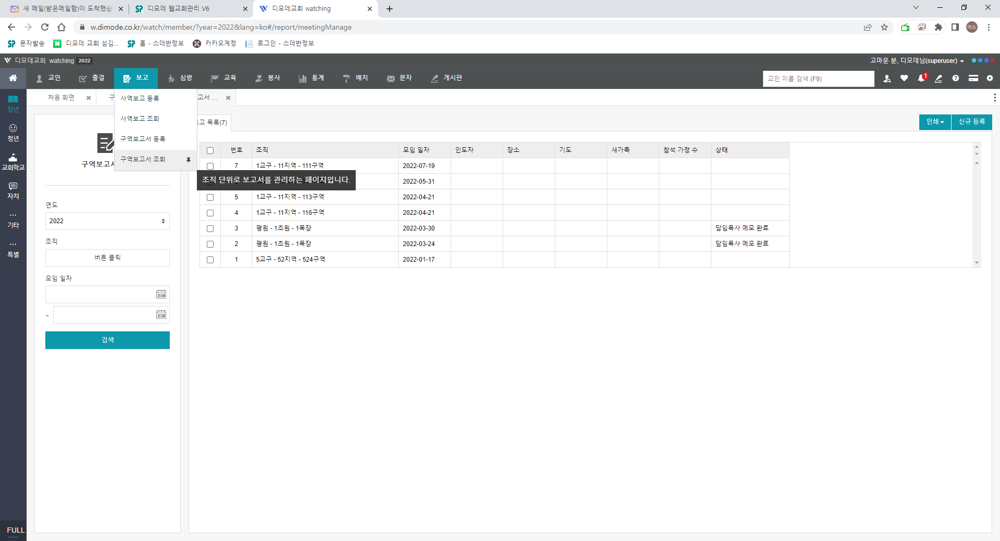 새 메일(받은메일함)이 도착했습
디모데 웹교회관리 V6
디모데교회 watching
w.dimode.co.kr/watch/member/?year=2022&lang=ko#/report/meetingManage
미소
문자발송
디모데 교회 섬김...
홈 - 스데반정보
카카오계정
로그인 - 스데반정보
디모데교회 watching 2022
고마운 분, 디모데님(superuser)
교인
출결
보고
심방
교육
봉사
통계
배치
문자
게시판
교인 이름 검색 (F9)
1
장년
청년
교회학교
자치
기타
특별
FULL
처음 화면
구
고서 ...
사역보고 등록
사역보고 조회
구역보고서 등록
구역보고서 조회
조직 단위로 보고서를 관리하는 페이지입니다.
구역보고서
연도
2022
조직
버튼 클릭
모임 일자
~
검색
보고 목록(7)
인쇄
신규 등록
번호 조직 모임 일자 인도자 장소 기도 새가족 참석 가정 수 상태
7 1교구 - 11지역 - 111구역 2022-07-19
2022-05-31
5 1교구 - 11지역 - 113구역 2022-04-21
4 1교구 - 11지역 - 116구역 2022-04-21
3 평원 - 1초원 - 1목장 2022-03-30 담임목사 메모 완료
2 평원 - 1초원 - 1목장 2022-03-24 담임목사 메모 완료
1 5교구 - 52지역 - 524구역 2022-01-17